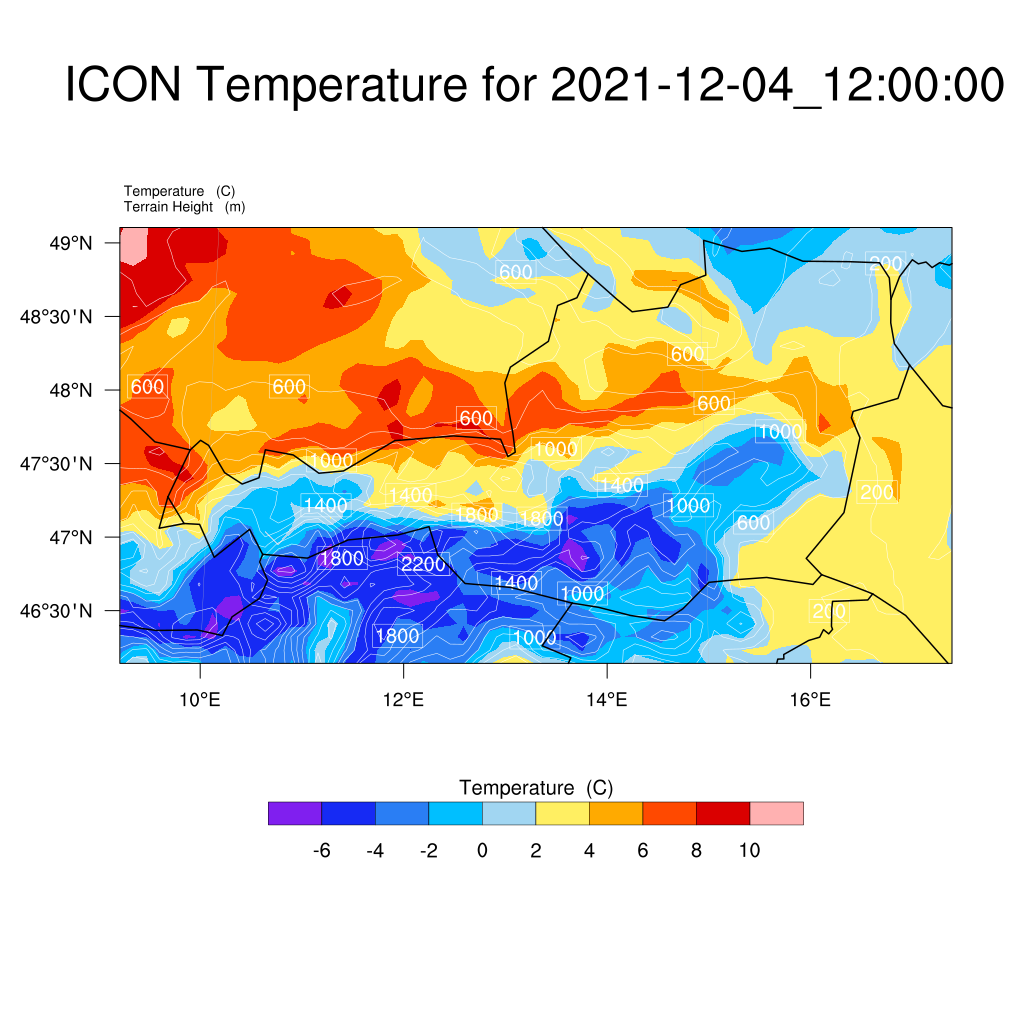 ICON Temperature for 2021-12-04_12:00:00
Temperature (C)
Terrain Height (m)
49°N
48°30'N
48°N
47°30'N
47°N
46°30'N
10°E 12°E 14°E 16°E
600 200
600
600 600
600
600
1000
1000 1000
1400 1400 1400
1000
1800 1800 600
200
1800 2200
1400 1000
200
1800 1000
Temperature (C)
-6 -4 -2 0 2 4 6 8 10